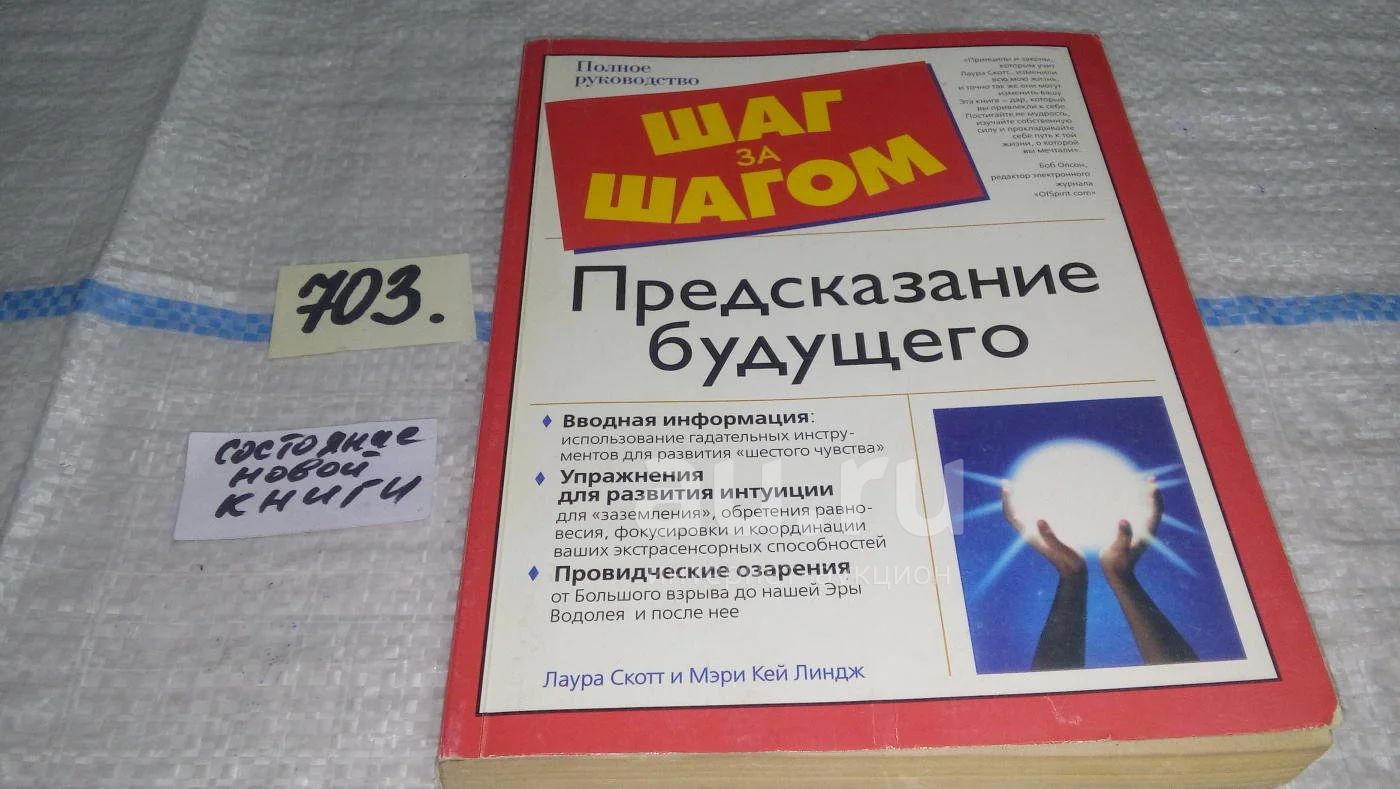 Полное
руководство
ШАГ
ЗА
ШАГОМ
«Принципы и законы,
которым учит
Лаура Скотт, изменили
всю мою жизнь,
и точно так же они могут
изменить вашу.
Эта книга – дар, который
вы привлекли к себе.
Постигайте ее мудрость,
изучайте собственную
силу и прокладывайте
себе путь к той
жизни, о которой
вы мечтали».
Боб Олсон,
редактор электронного
журнала
«OfSpirit.com»
Предсказание
будущего
703.
состояние
новой
книги
Вводная информация:
использование гадательных инстру-
ментов для развития «шестого чувства»
Упражнения
для развития интуиции
для «заземления», обретения равно-
весия, фокусировки и координации
ваших экстрасенсорных способностей
Провидческие озарения
от Большого взрыва до нашей Эры
Водолея и после нее
Лаура Скотт и Мэри Кей Линдж